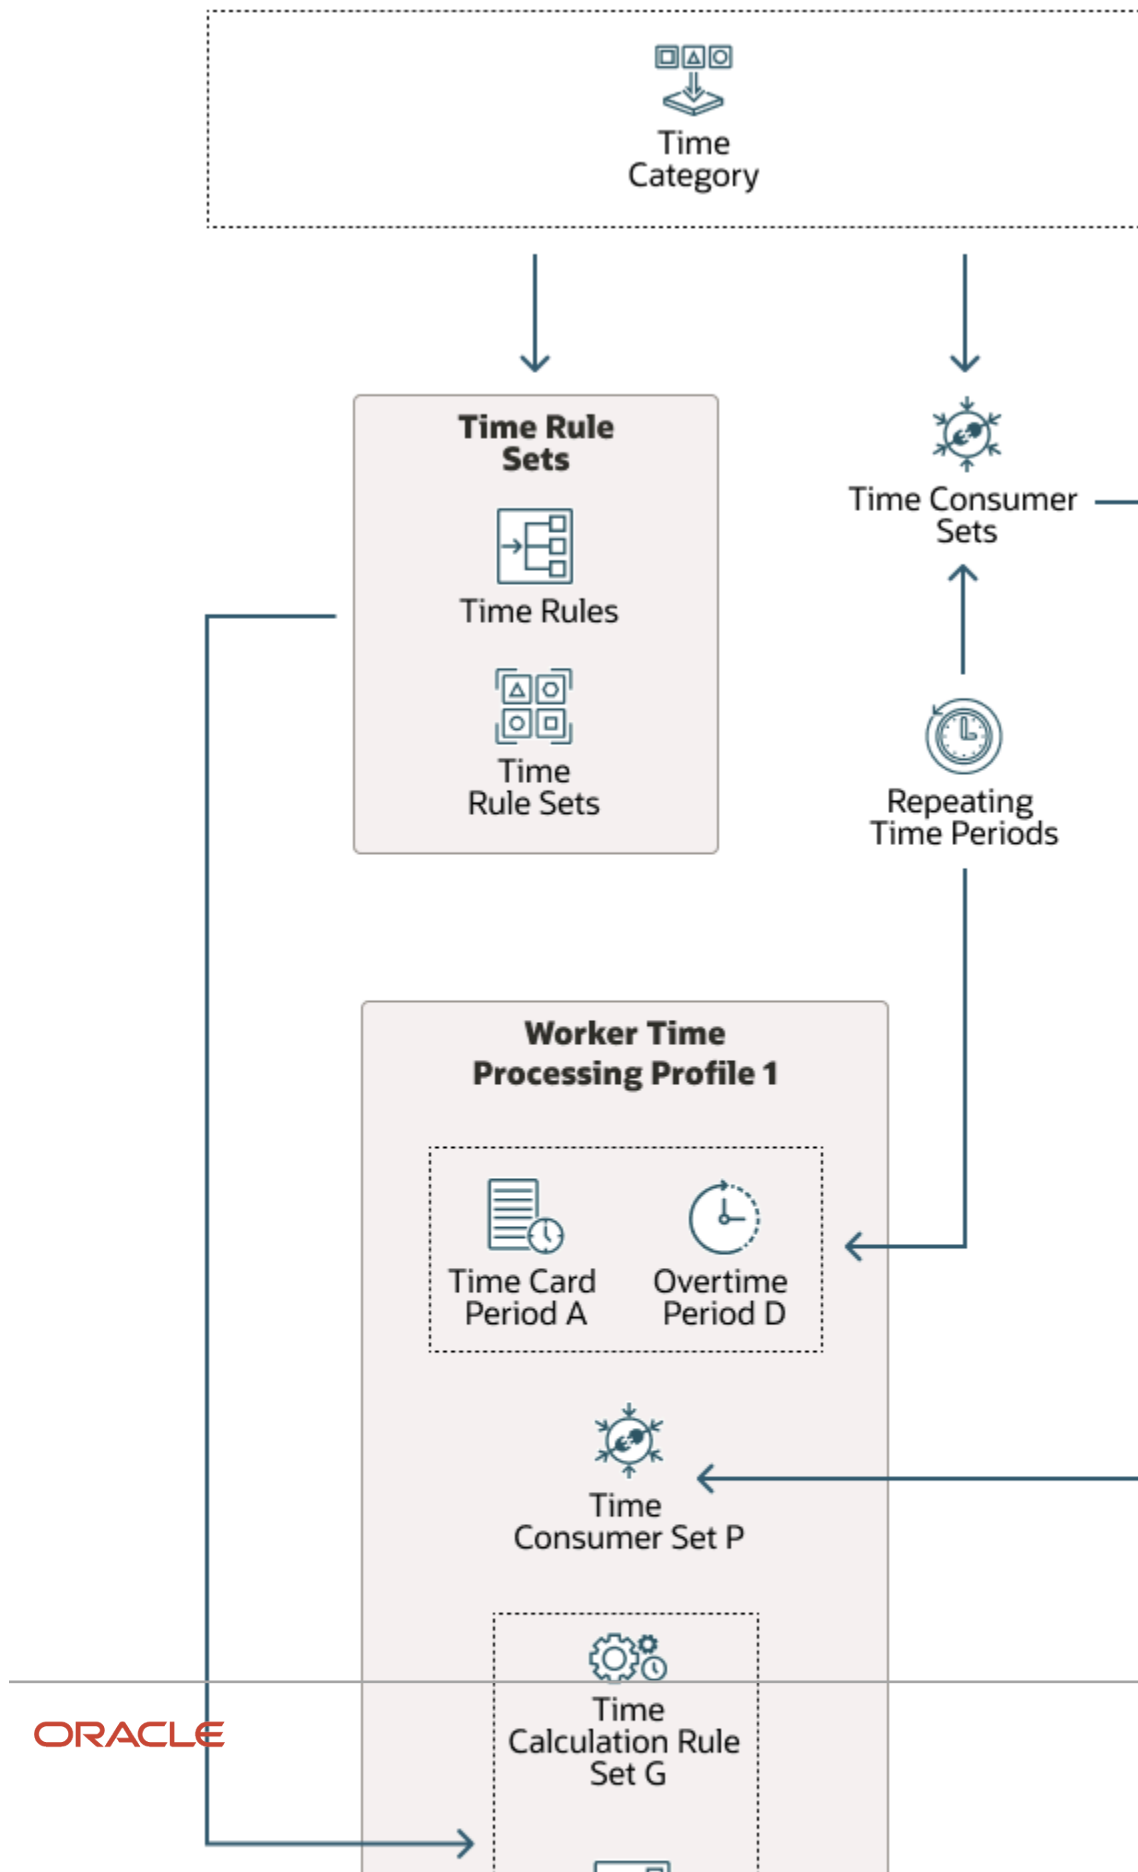 Time
Category
Time Rule
Sets
Time Rules
Time
Rule Sets
Time Consumer
Sets
Repeating
Time Periods
Worker Time
Processing Profile 1
Time Card
Period A
Overtime
Period D
Time
Consumer Set P
Time
Calculation Rule
Set G
ORACLE